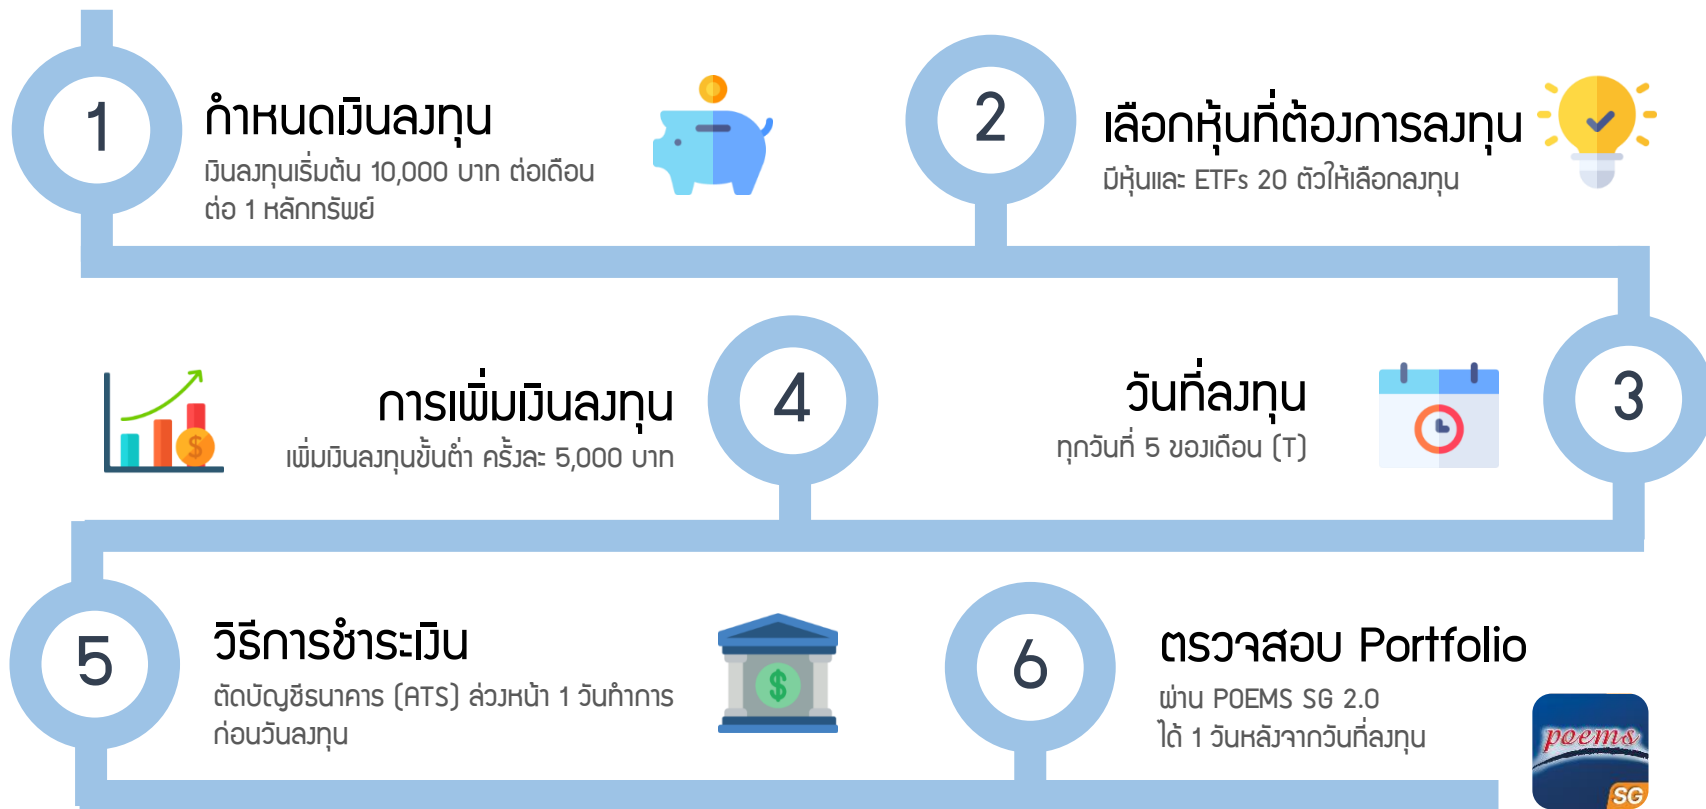 1
กำหนดเงินลงทุน
เงินลงทุนเริ่มต้น 10,000 บาท ต่อเดือน
ต่อ 1 หลักทรัพย์
2
เลือกหุ้นที่ต้องการลงทุน
มีหุ้นและ ETFs 20 ตัวให้เลือกลงทุน
3
วันที่ลงทุน
ทุกวันที่ 5 ของเดือน (T)
4
การเพิ่มเงินลงทุน
เพิ่มเงินลงทุนขั้นต่ำ ครั้งละ 5,000 บาท
$
5
วิธีการชำระเงิน
ตัดบัญชีธนาคาร (ATS) ล่วงหน้า 1 วันทำการ
ก่อนวันลงทุน
$
6
ตรวจสอบ Portfolio
ผ่าน POEMS SG 2.0
ได้ 1 วันหลังจากวันที่ลงทุน
poems
SG